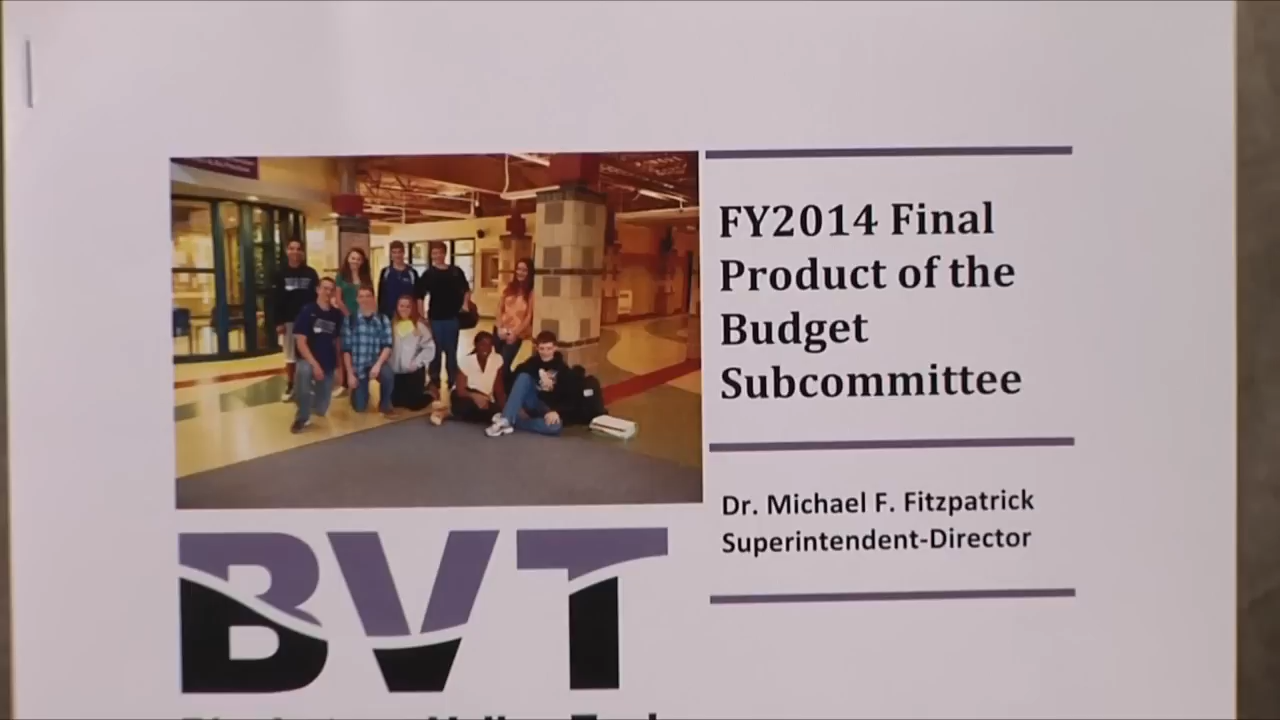 FY2014 Final
Product of the
Budget
Subcommittee
Dr. Michael F. Fitzpatrick
Superintendent-Director
BVT